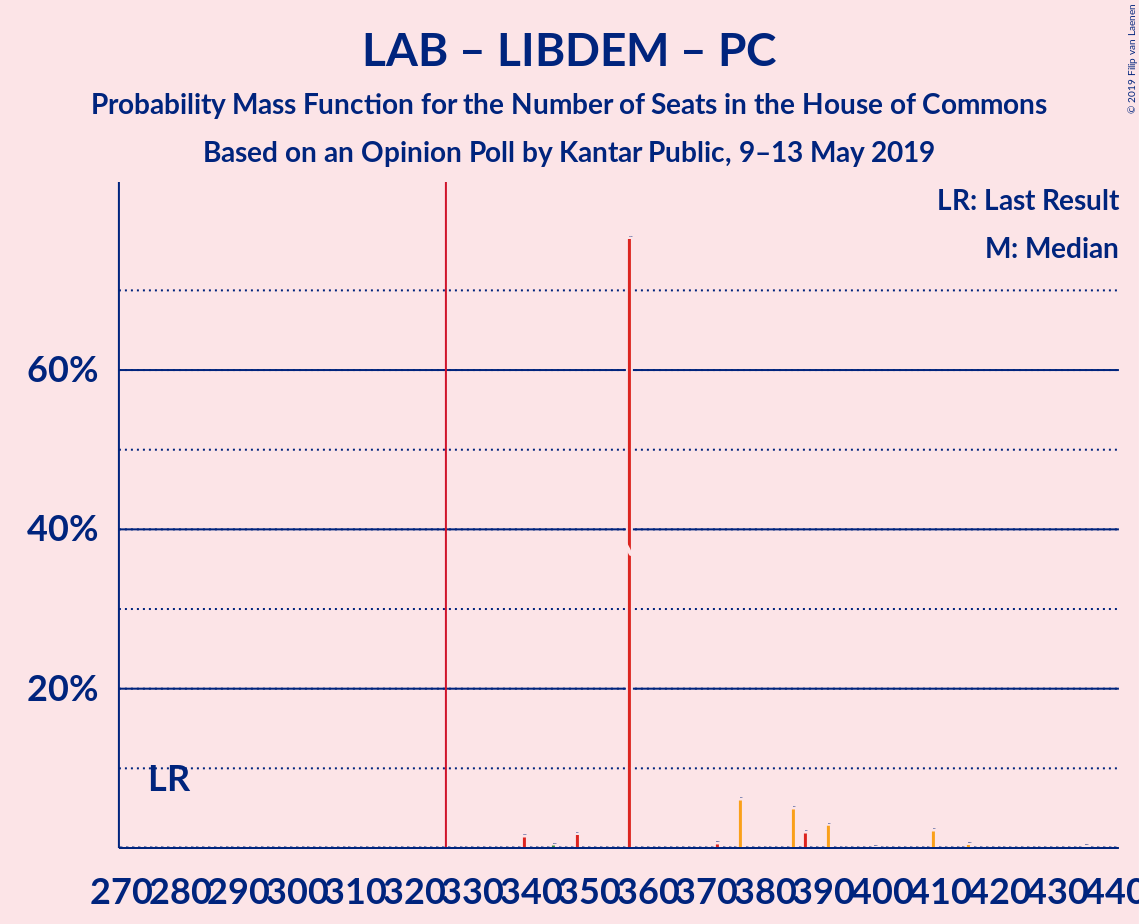 LAB – LIBDEM – PC
Probability Mass Function for the Number of Seats in the House of Commons
Based on an Opinion Poll by Kantar Public, 9–13 May 2019
© 2019 Filip van Laenen
LR: Last Result
M: Median
60%
40%
20%
LR
270 280 290 300 310 320 330 340 350 360 370 380 390 400 410 420 430 440